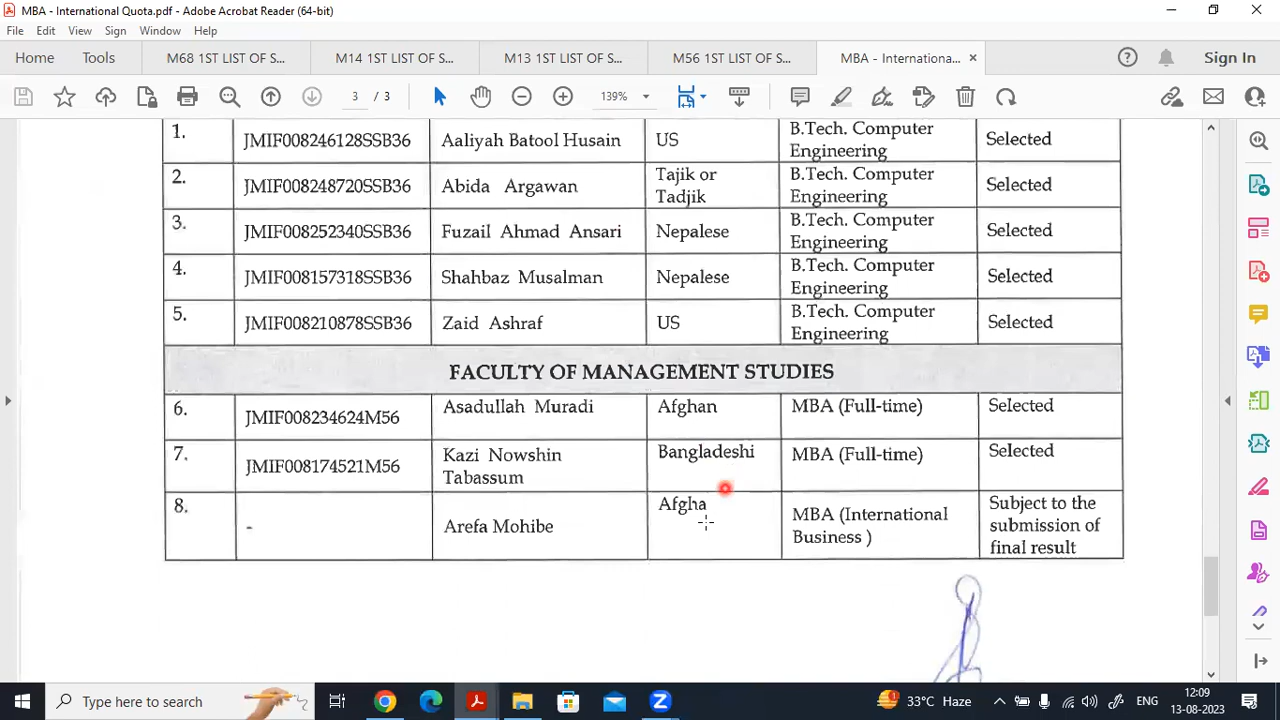 MBA - International Quota.pdf - Adobe Acrobat Reader (64-bit)
File Edit View Sign Window Help
Home Tools M68 1ST LIST OF S... M14 1ST LIST OF S... M13 1ST LIST OF S... M56 1ST LIST OF S... MBA - Internationa... × Sign In
3 / 3 139%
1. JMIF008246128SSB36 Aaliyah Batool Husain US B.Tech. Computer Engineering Selected
2. JMIF008248720SSB36 Abida Argawan Tajik or Tadjik B.Tech. Computer Engineering Selected
3. JMIF008252340SSB36 Fuzail Ahmad Ansari Nepalese B.Tech. Computer Engineering Selected
4. JMIF008157318SSB36 Shahbaz Musalman Nepalese B.Tech. Computer Engineering Selected
5. JMIF008210878SSB36 Zaid Ashraf US B.Tech. Computer Engineering Selected
FACULTY OF MANAGEMENT STUDIES
6. JMIF008234624M56 Asadullah Muradi Afghan MBA (Full-time) Selected
7. JMIF008174521M56 Kazi Nowshin Tabassum Bangladeshi MBA (Full-time) Selected
8. - Arefa Mohibe Afgha MBA (International Business ) Subject to the submission of final result
Type here to search 33°C Haze ENG 12:09
13-08-2023